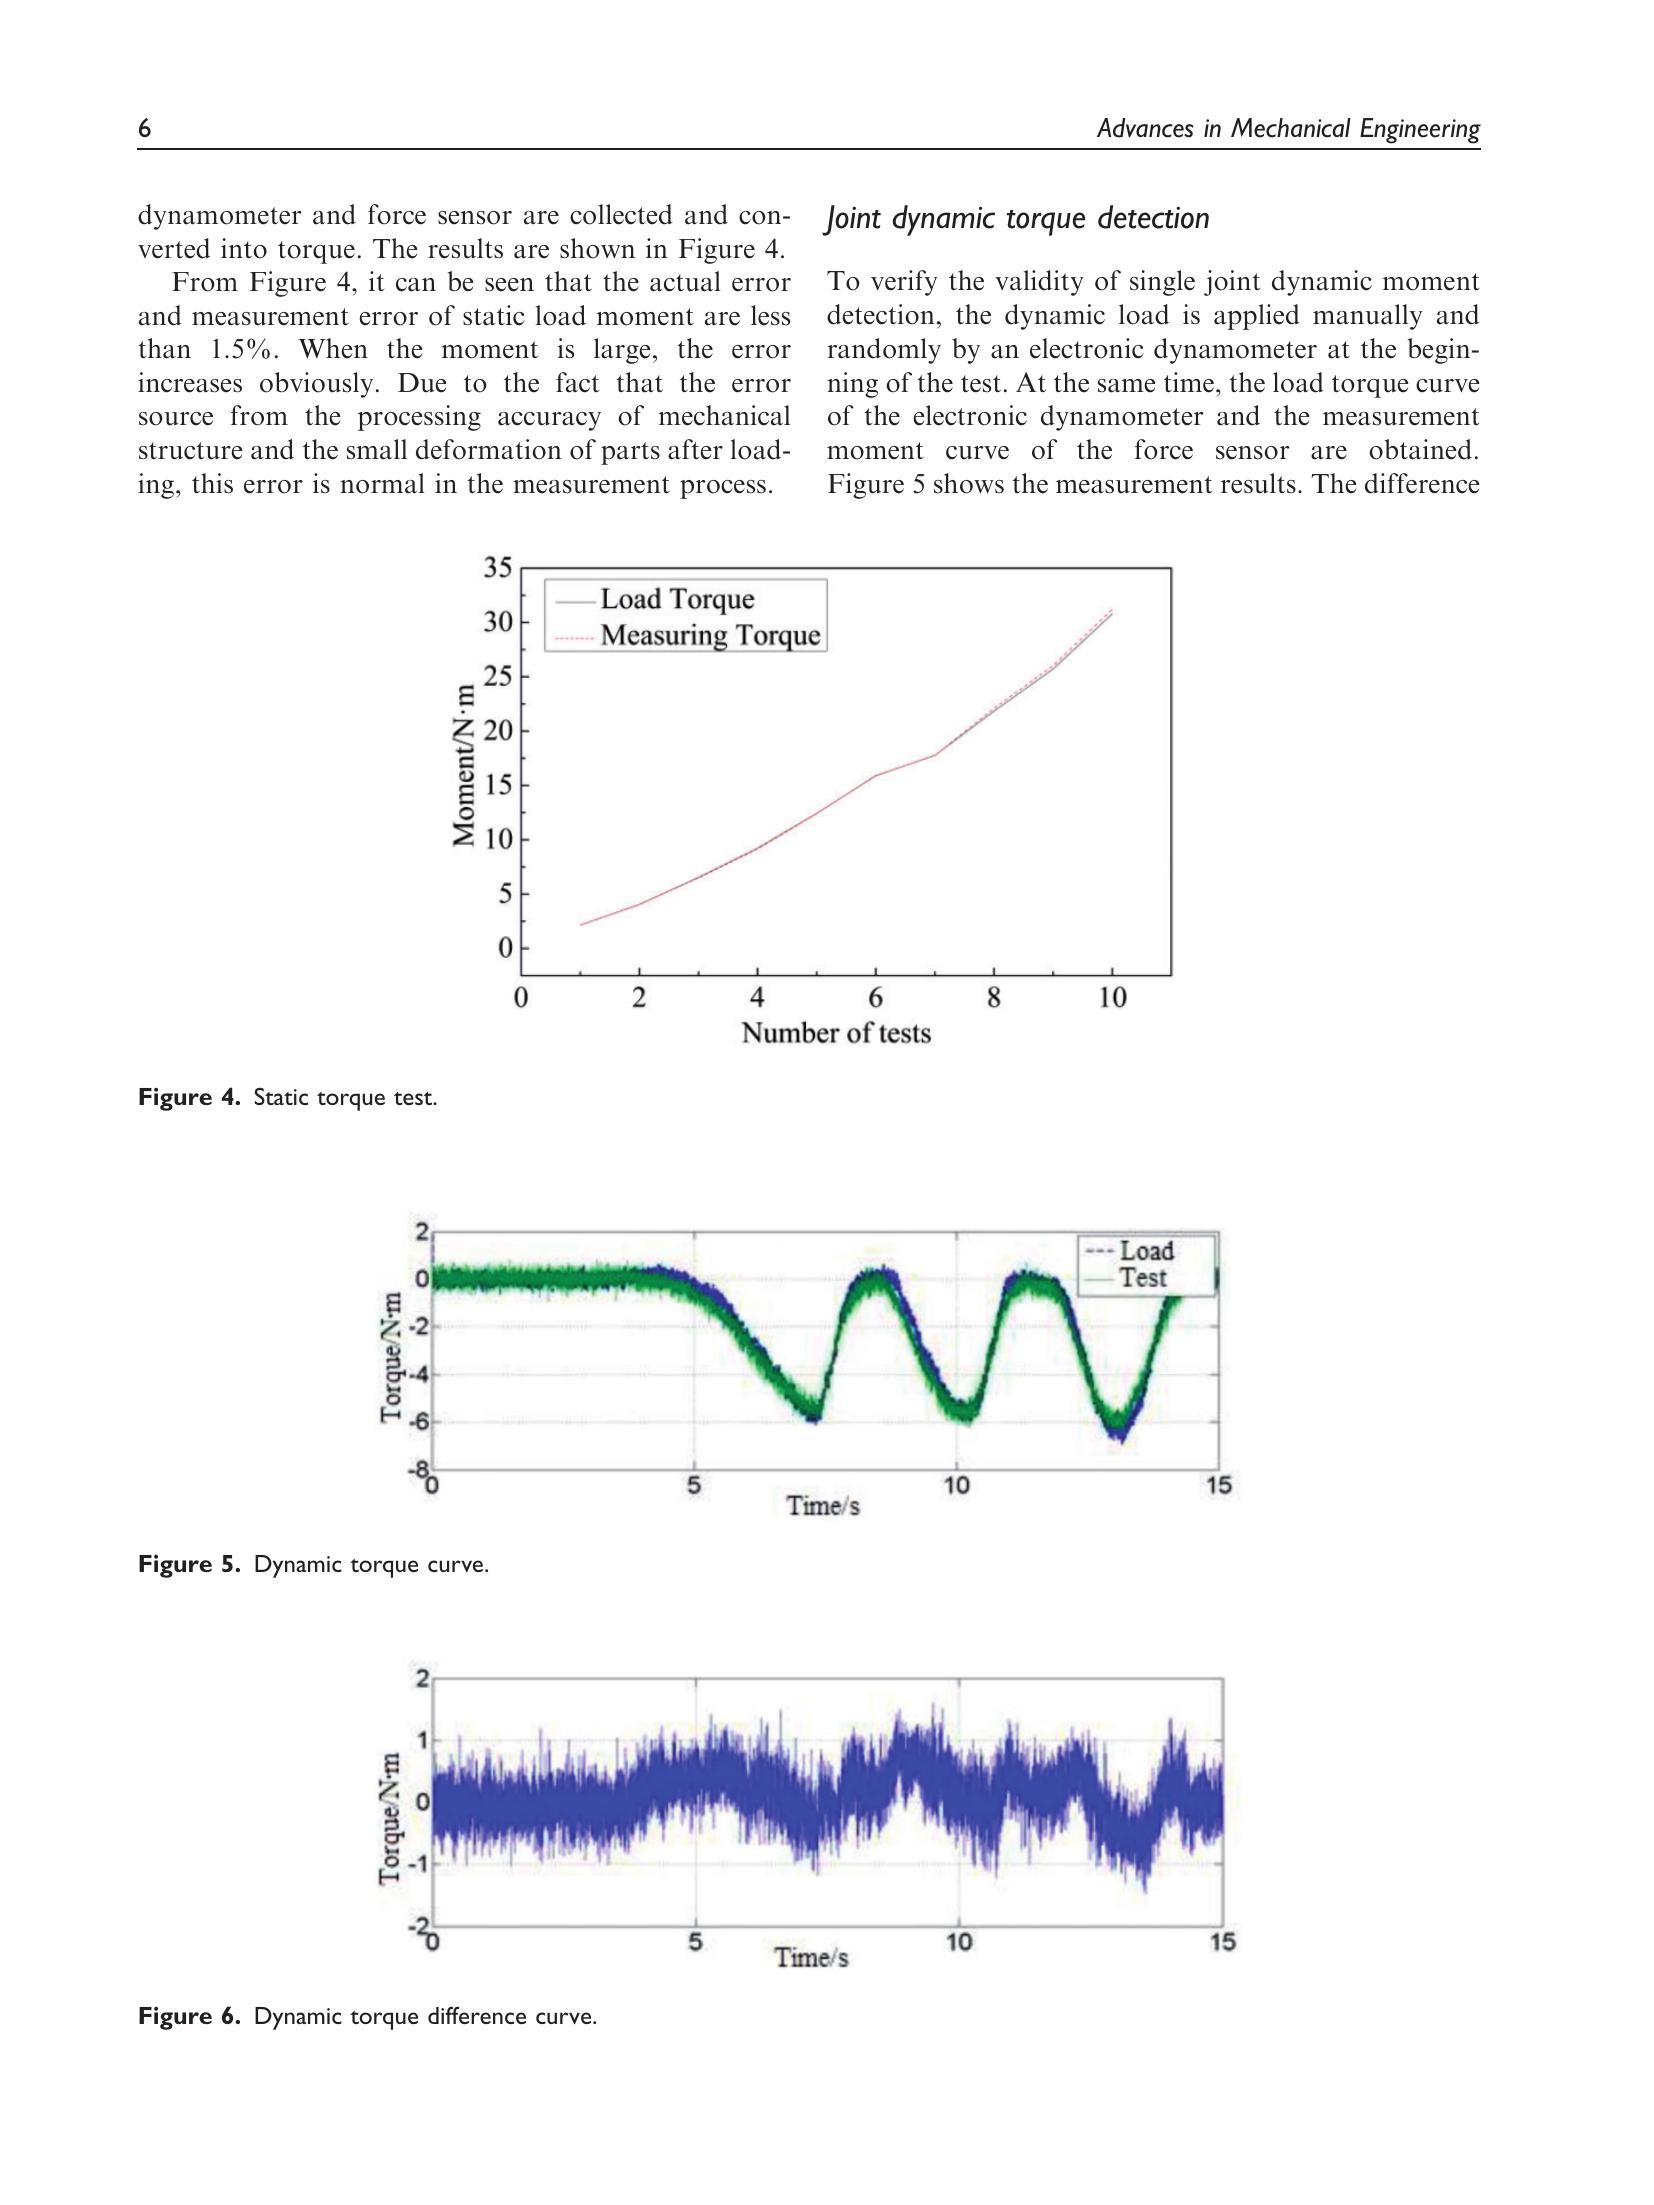 6
Advances in Mechanical Engineering
dynamometer and force sensor are collected and con-
verted into torque. The results are shown in Figure 4.
From Figure 4, it can be seen that the actual error
and measurement error of static load moment are less
than 1.5%. When the moment is large, the error
increases obviously. Due to the fact that the error
source from the processing accuracy of mechanical
structure and the small deformation of parts after load-
ing, this error is normal in the measurement process.
Joint dynamic torque detection
To verify the validity of single joint dynamic moment
detection, the dynamic load is applied manually and
randomly by an electronic dynamometer at the begin-
ning of the test. At the same time, the load torque curve
of the electronic dynamometer and the measurement
moment curve of the force sensor are obtained.
Figure 5 shows the measurement results. The difference
35
30
25
20
15
10
5
0
Moment/N·m
Load Torque
Measuring Torque
0 2 4 6 8 10
Number of tests
Figure 4. Static torque test.
2
0
-2
-4
-6
-8
Torque/N·m
Load
Test
0 5 10 15
Time/s
Figure 5. Dynamic torque curve.
2
1
0
-1
-2
Torque/N·m
0 5 10 15
Time/s
Figure 6. Dynamic torque difference curve.